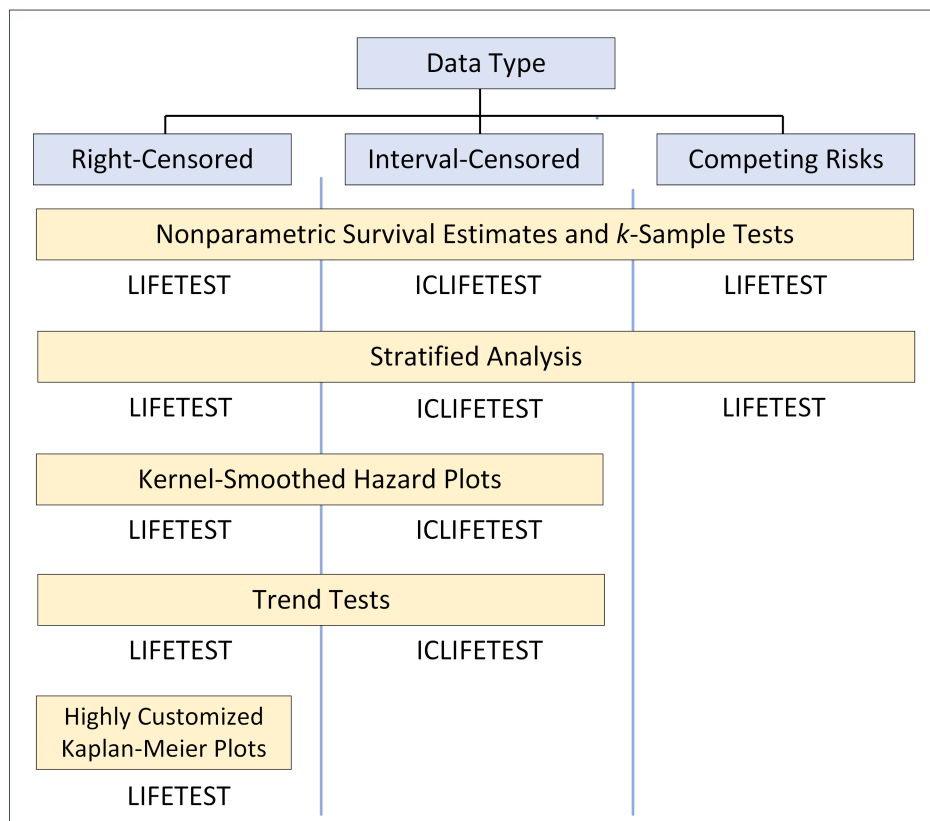 Data Type
Right-Censored
Interval-Censored
Competing Risks
Nonparametric Survival Estimates and k-Sample Tests
LIFETEST
ICLIFETEST
LIFETEST
Stratified Analysis
LIFETEST
ICLIFETEST
LIFETEST
Kernel-Smoothed Hazard Plots
LIFETEST
ICLIFETEST
Trend Tests
LIFETEST
ICLIFETEST
Highly Customized
Kaplan-Meier Plots
LIFETEST